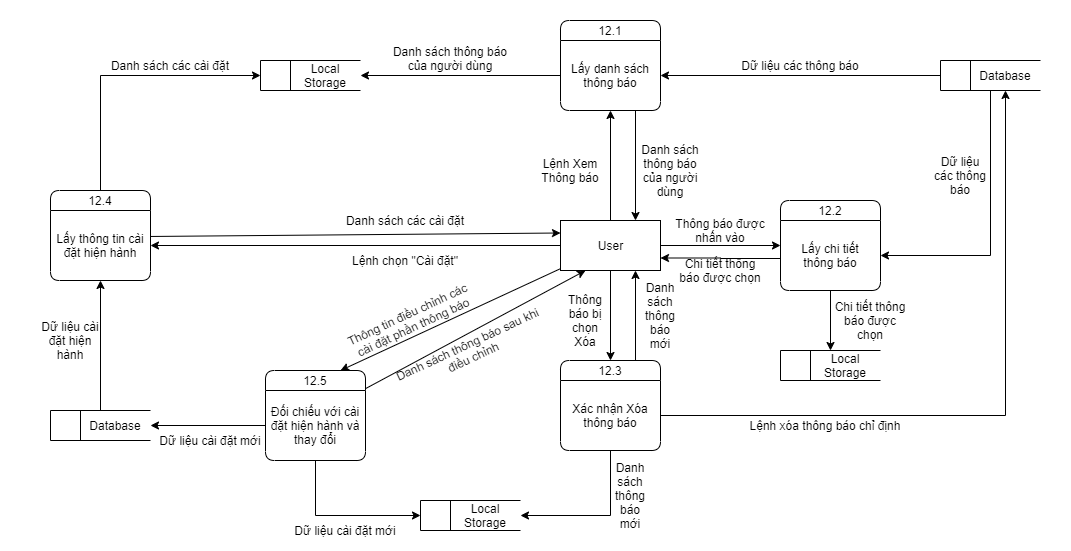 12.1
Lấy danh sách
thông báo
Danh sách thông báo
của người dùng
Danh sách các cài đặt
Local
Storage
Dữ liệu các thông báo
Database
Lệnh Xem
Thông báo
Danh sách
thông báo
của người
dùng
Dữ liệu
các thông
báo
12.4
Lấy thông tin cài
đặt hiện hành
Danh sách các cài đặt
Lệnh chọn "Cài đặt"
User
Thông báo được
nhấn vào
Chi tiết thông
báo được chọn
12.2
Lấy chi tiết
thông báo
Chi tiết thông
báo được
chọn
Local
Storage
Dữ liệu cài
đặt hiện
hành
Thông tin điều chỉnh các
cài đặt phần thông báo
Danh sách thông báo sau khi
điều chỉnh
Thông
báo bị
chọn
Xóa
Danh
sách
thông
báo
mới
12.5
Đối chiếu với cài
đặt hiện hành và
thay đổi
12.3
Xác nhận Xóa
thông báo
Database
Dữ liệu cài đặt mới
Lệnh xóa thông báo chỉ định
Danh
sách
thông
báo
mới
Local
Storage
Dữ liệu cài đặt mới